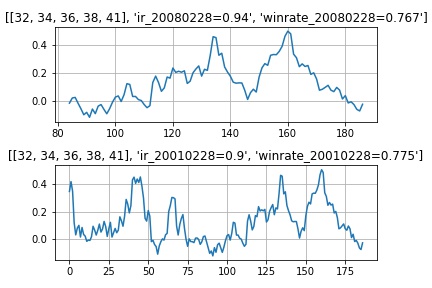 [[32, 34, 36, 38, 41], 'ir_20080228=0.94', 'winrate_20080228=0.767']
0.4
0.2
0.0
80 100 120 140 160 180
[[32, 34, 36, 38, 41], 'ir_20010228=0.9', 'winrate_20010228=0.775']
0.4
0.2
0.0
0 25 50 75 100 125 150 175